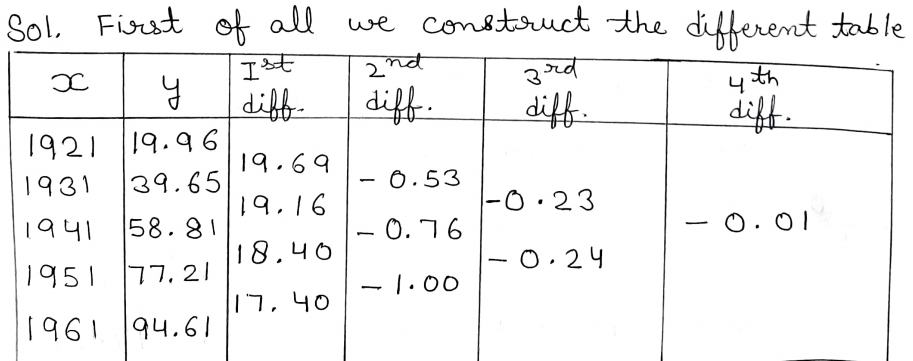 Sol. First of all we construct the different table
x y Ist diff. 2nd diff. 3rd diff. 4th diff.
1921 19.96
19.69
1931 39.65 - 0.53
19.16 -0.23
1941 58.81 - 0.76 - 0.01
18.40 - 0.24
1951 77.21 - 1.00
17.40
1961 94.61